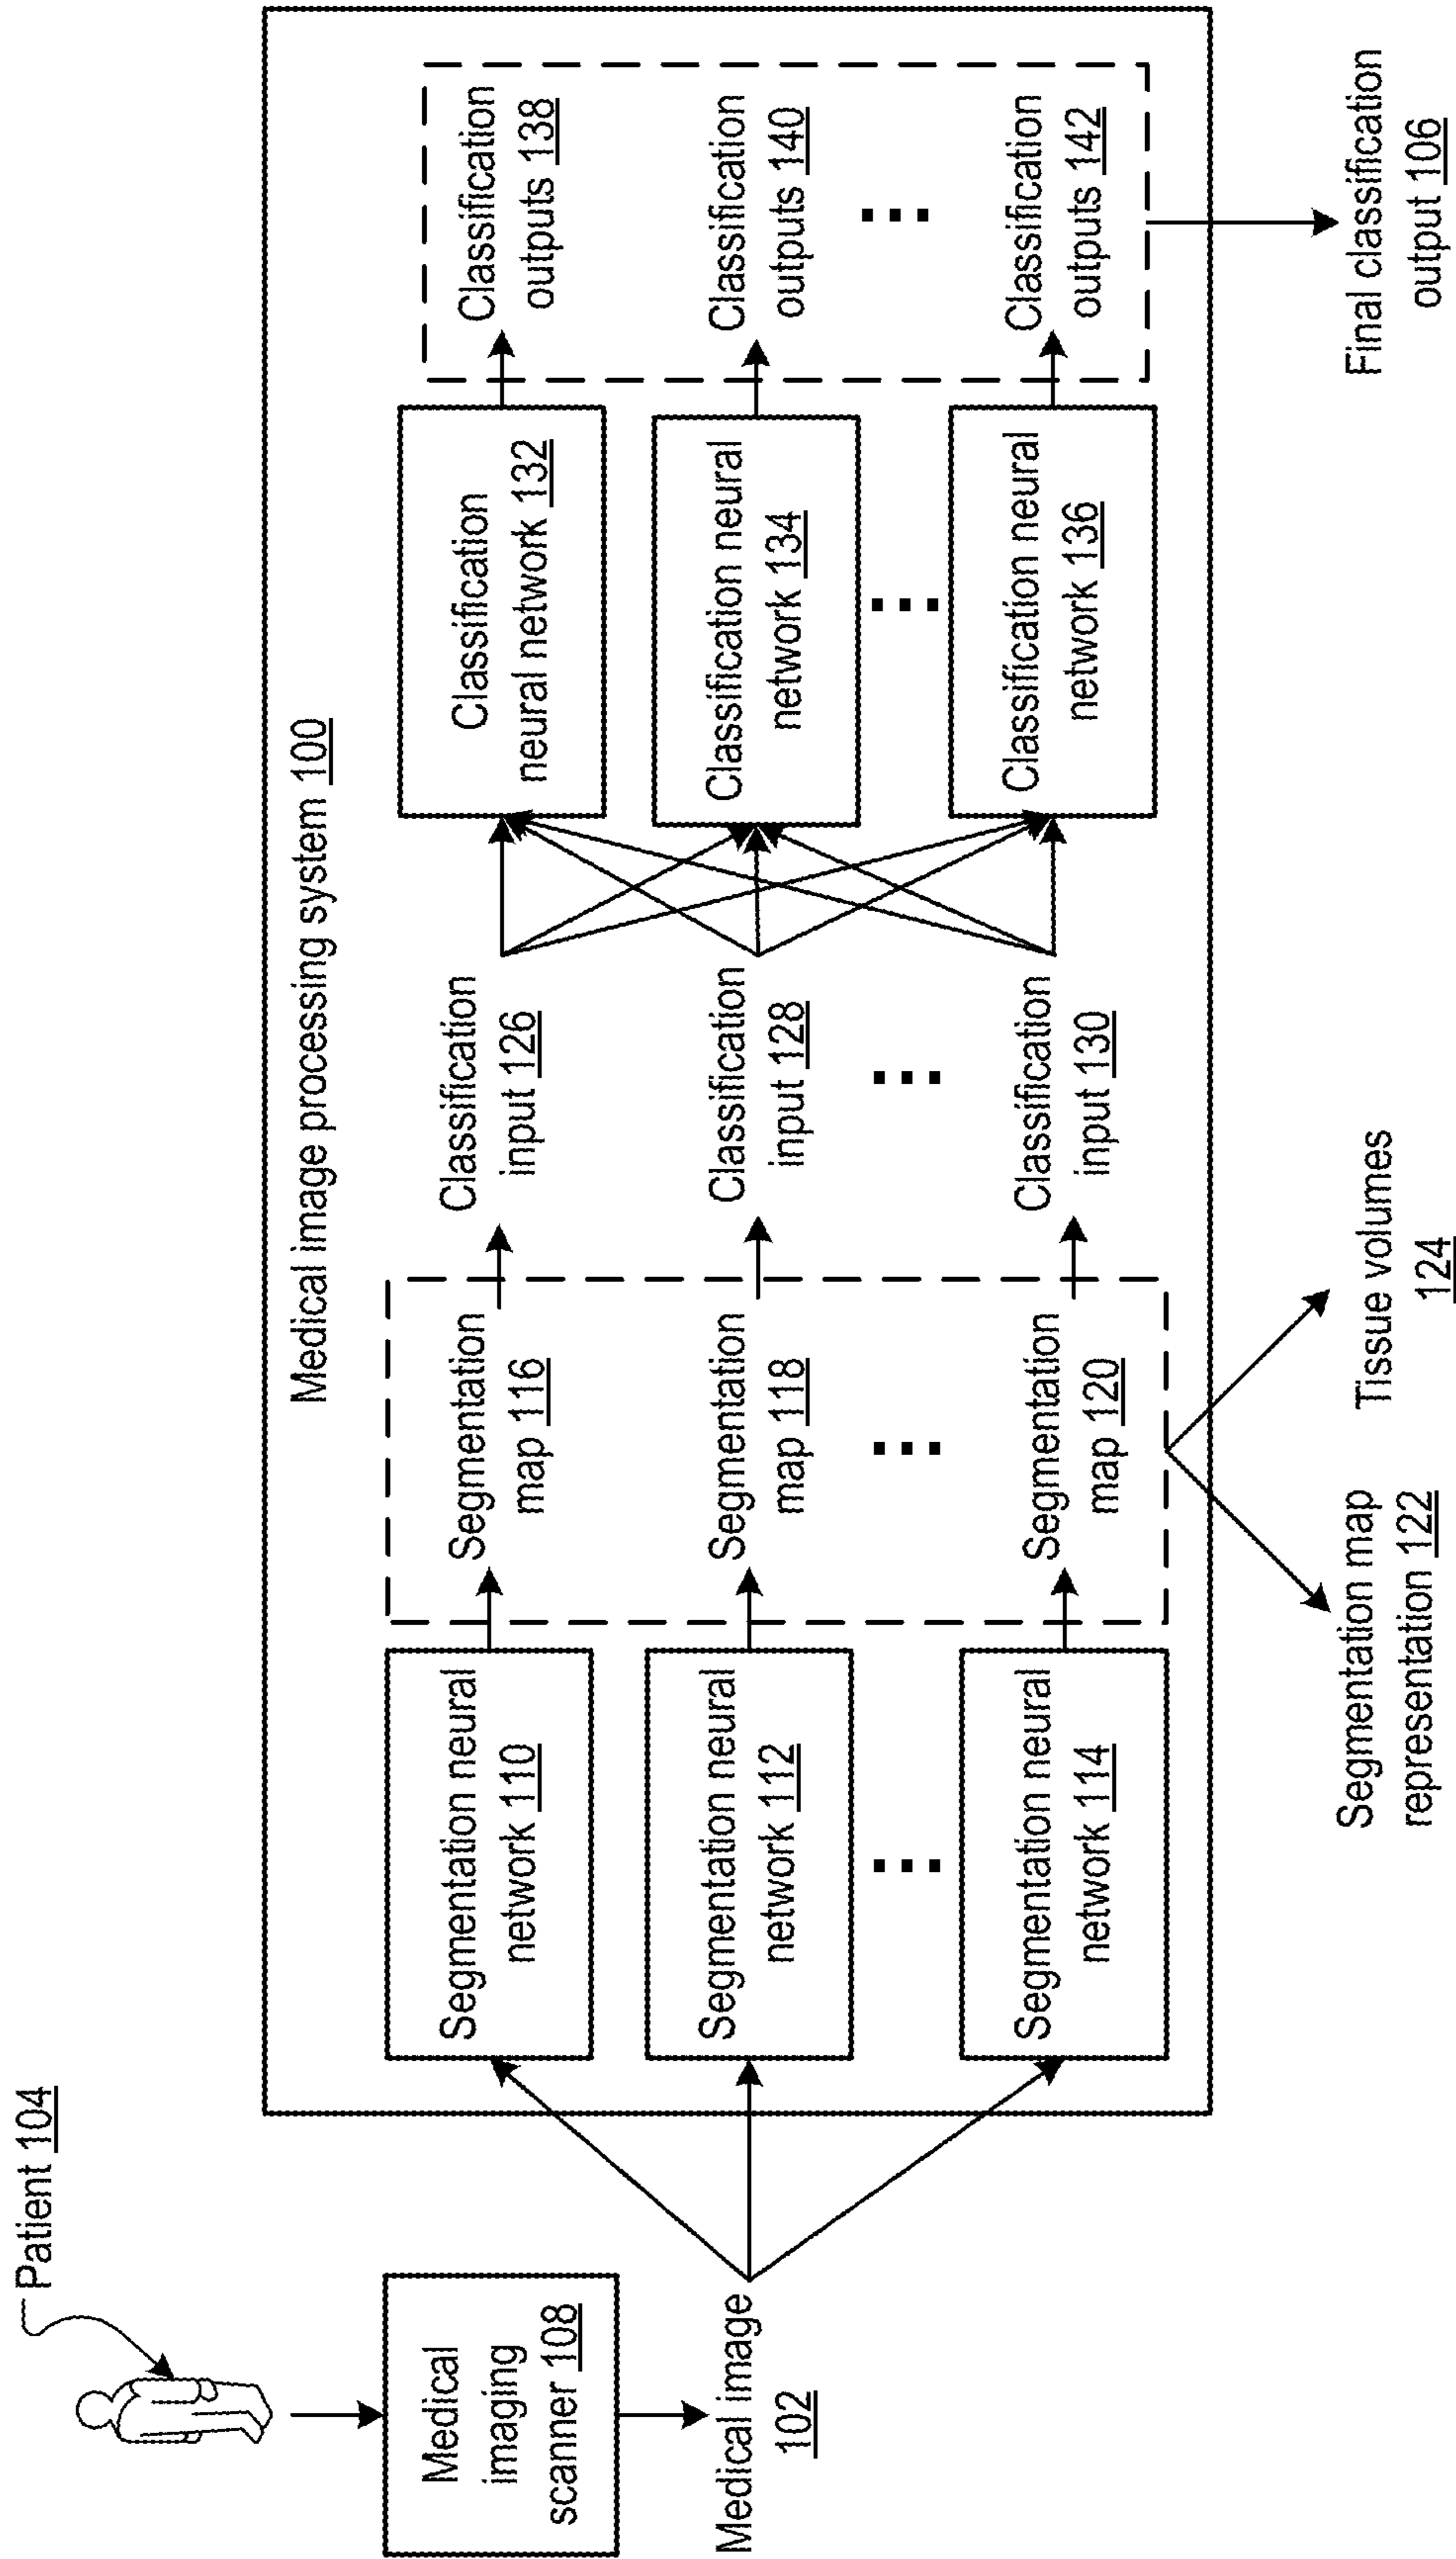 Patient 104
Medical
imaging
scanner 108
Medical image
102
Medical image processing system 100
Segmentation neural
network 110
Segmentation neural
network 112
Segmentation neural
network 114
Segmentation
map 116
Segmentation
map 118
Segmentation
map 120
Segmentation map
representation 122
Tissue volumes
124
Classification
input 126
Classification
input 128
Classification
input 130
Classification
neural network 132
Classification neural
network 134
Classification neural
network 136
Classification
outputs 138
Classification
outputs 140
Classification
outputs 142
Final classification
output 106